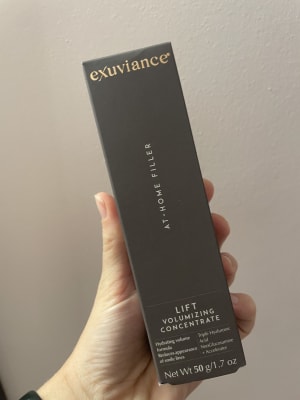 exuviance®
AT-HOME FILLER
LIFT
VOLUMIZING
CONCENTRATE
Hydrating volume
formula
Reduces appearance
of smile lines
Triple Hyaluronic
Acid
NeoGlucosamine
+ Accelerator
Net Wt 50 g/1.7 oz